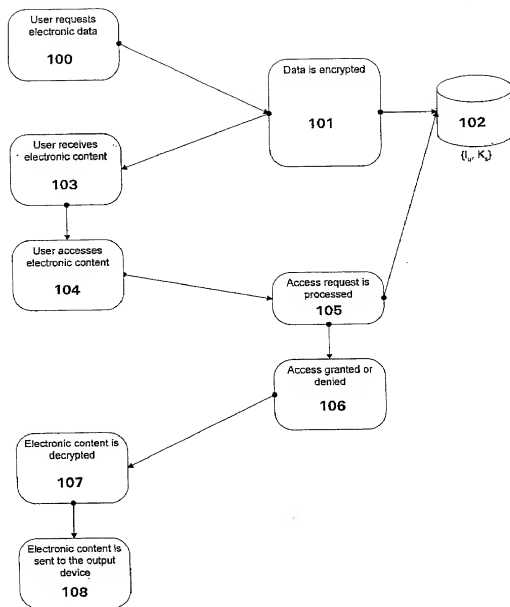 User requests
electronic data
100
Data is encrypted
101
102
{Iᵤ, Kₛ}
User receives
electronic content
103
User accesses
electronic content
104
Access request is
processed
105
Access granted or
denied
106
Electronic content is
decrypted
107
Electronic content is
sent to the output
device
108